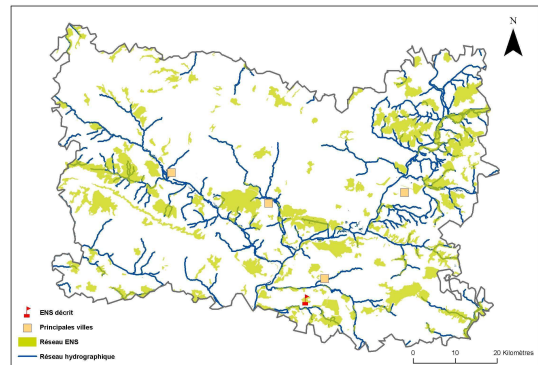 N
ENS décrit
Principales villes
Réseau ENS
Réseau hydrographique
0 10 20 Kilomètres